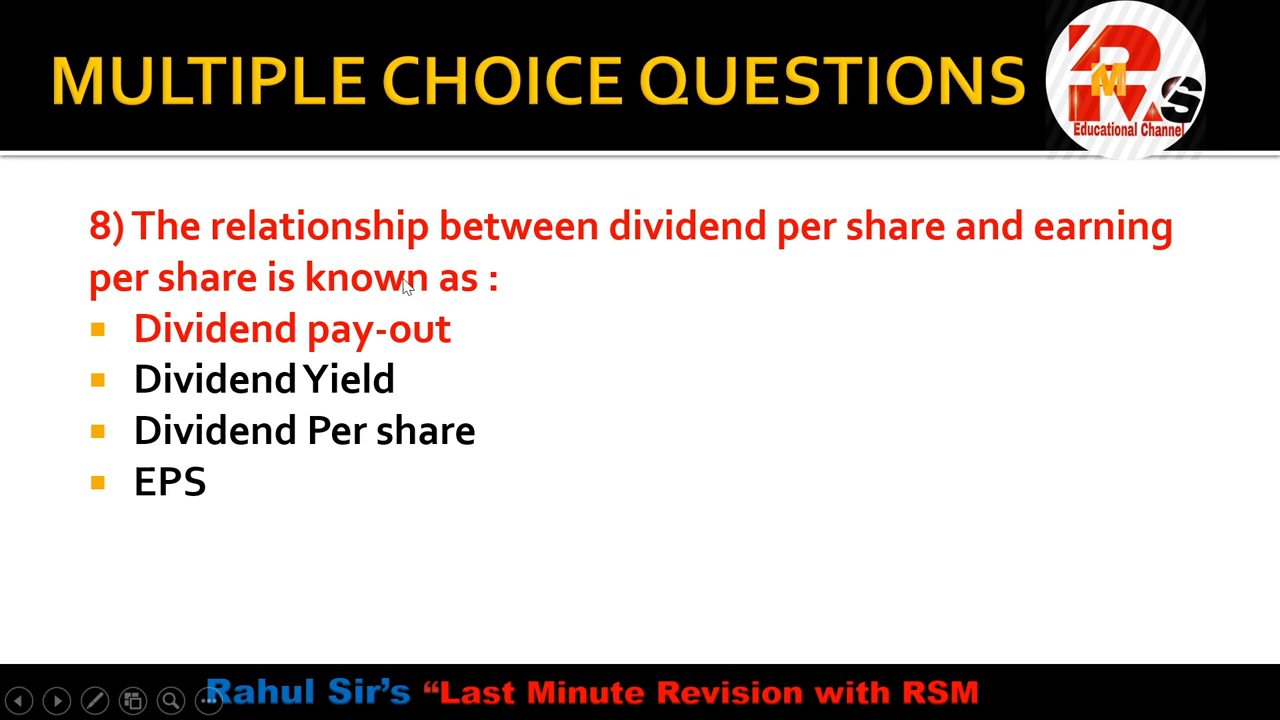 MULTIPLE CHOICE QUESTIONS
RMS
Educational Channel
8) The relationship between dividend per share and earning
per share is known as :
Dividend pay-out
Dividend Yield
Dividend Per share
EPS
Rahul Sir's “Last Minute Revision with RSM